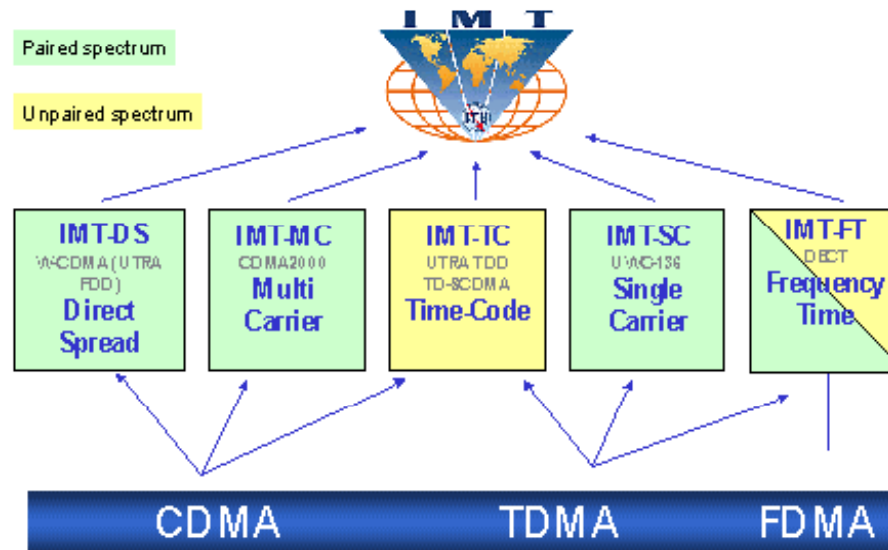 I M T
Paired spectrum
Unpaired spectrum
IMT-DS
W-CDMA (UTRA
FDD)
Direct
Spread
IMT-MC
CDMA2000
Multi
Carrier
IMT-TC
UTRA TDD
TD-SCDMA
Time-Code
IMT-SC
UWC-136
Single
Carrier
IMT-FT
DECT
Frequency
Time
CDMA
TDMA
FDMA